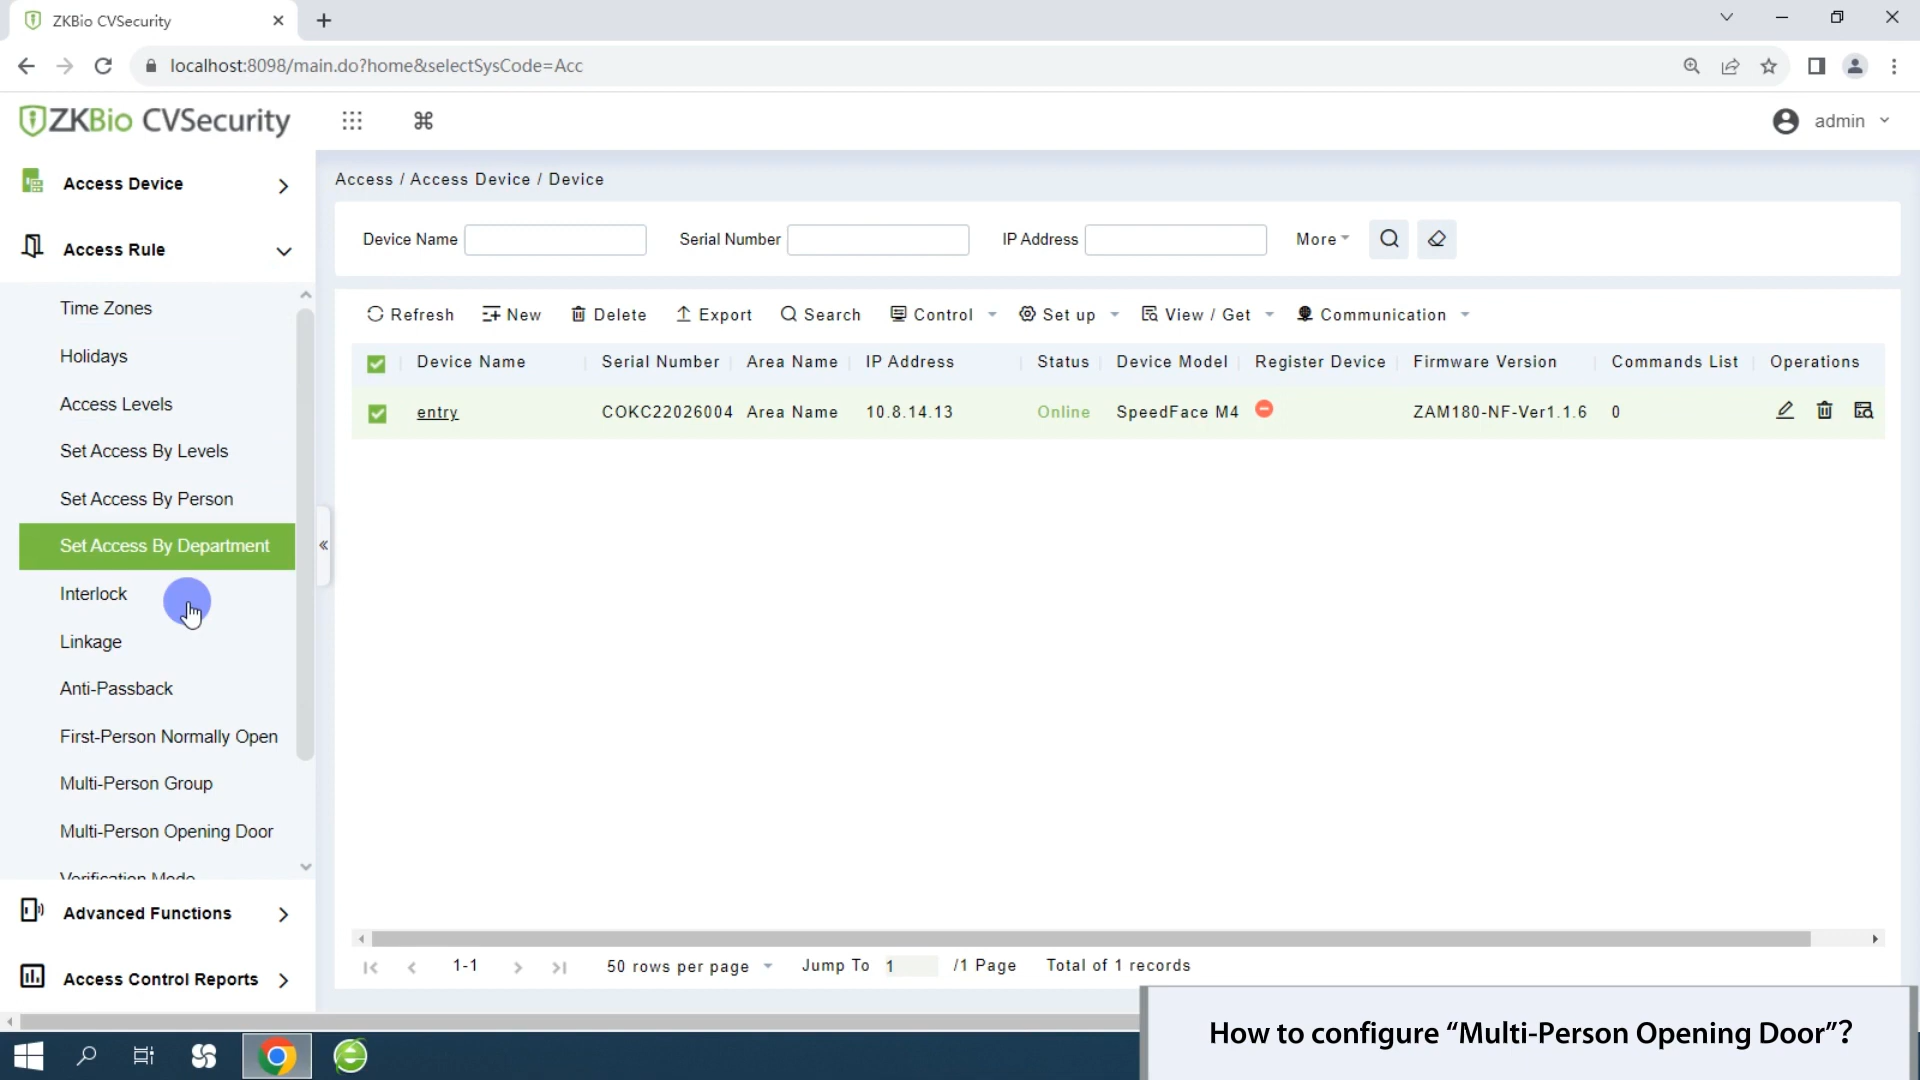 ZKBio CVSecurity
localhost:8098/main.do?home&selectSysCode=Acc
ZKBio CVSecurity
admin
Access Device
Access Rule
Time Zones
Holidays
Access Levels
Set Access By Levels
Set Access By Person
Set Access By Department
Interlock
Linkage
Anti-Passback
First-Person Normally Open
Multi-Person Group
Multi-Person Opening Door
Verification Mode
Advanced Functions
Access Control Reports
Access / Access Device / Device
Device Name Serial Number IP Address More
Refresh New Delete Export Search Control Set up View / Get Communication
Device Name Serial Number Area Name IP Address Status Device Model Register Device Firmware Version Commands List Operations
entry COKC22026004 Area Name 10.8.14.13 Online SpeedFace M4 ZAM180-NF-Ver1.1.6 0
1-1 50 rows per page Jump To 1 /1 Page Total of 1 records
How to configure “Multi-Person Opening Door”?